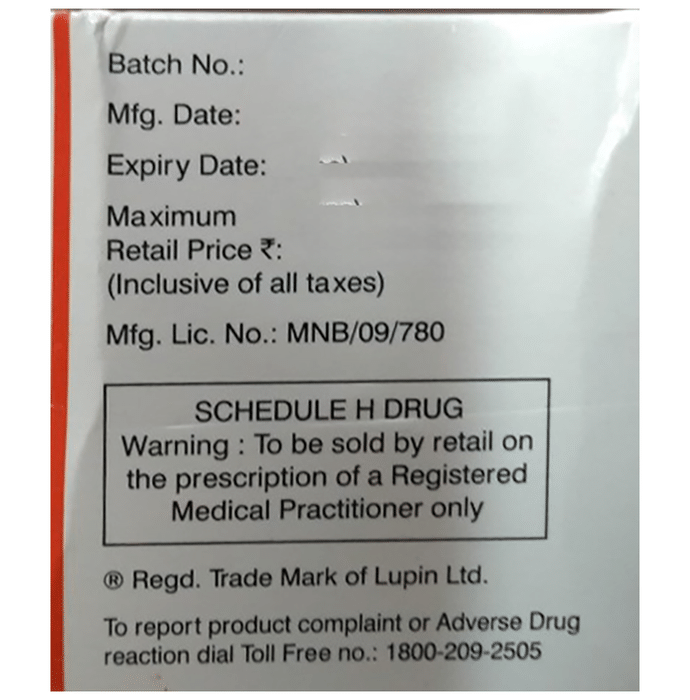 Batch No.:
Mfg. Date:
Expiry Date:
Maximum
Retail Price ₹:
(Inclusive of all taxes)
Mfg. Lic. No.: MNB/09/780
SCHEDULE H DRUG
Warning : To be sold by retail on
the prescription of a Registered
Medical Practitioner only
® Regd. Trade Mark of Lupin Ltd.
To report product complaint or Adverse Drug
reaction dial Toll Free no.: 1800-209-2505